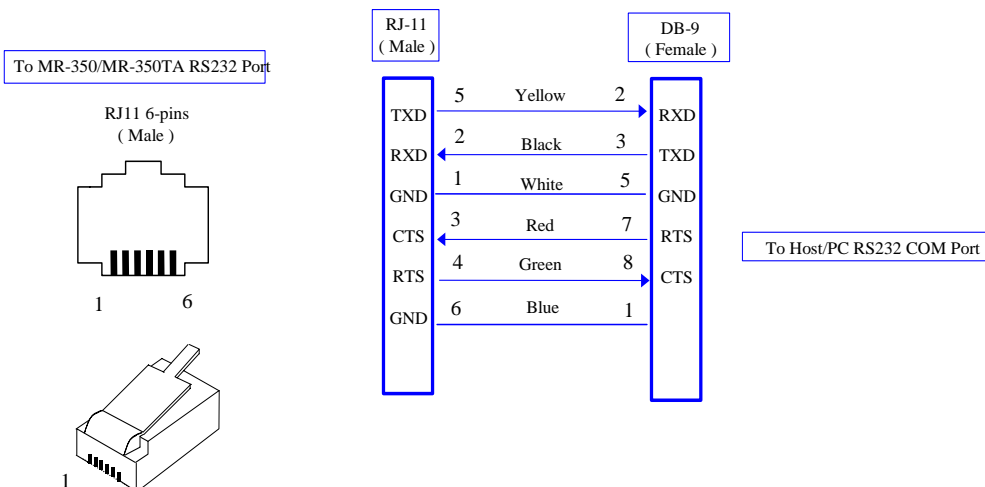 RJ-11
( Male )
DB-9
( Female )
To MR-350/MR-350TA RS232 Port
RJ11 6-pins
( Male )
1 6
1
TXD 5 Yellow 2 RXD
RXD 2 Black 3 TXD
GND 1 White 5 GND
CTS 3 Red 7 RTS
RTS 4 Green 8 CTS
GND 6 Blue 1
To Host/PC RS232 COM Port